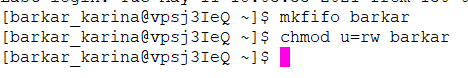 [barkar_karina@vpsj3IeQ ~]$ mkfifo barkar
[barkar_karina@vpsj3IeQ ~]$ chmod u=rw barkar
[barkar_karina@vpsj3IeQ ~]$